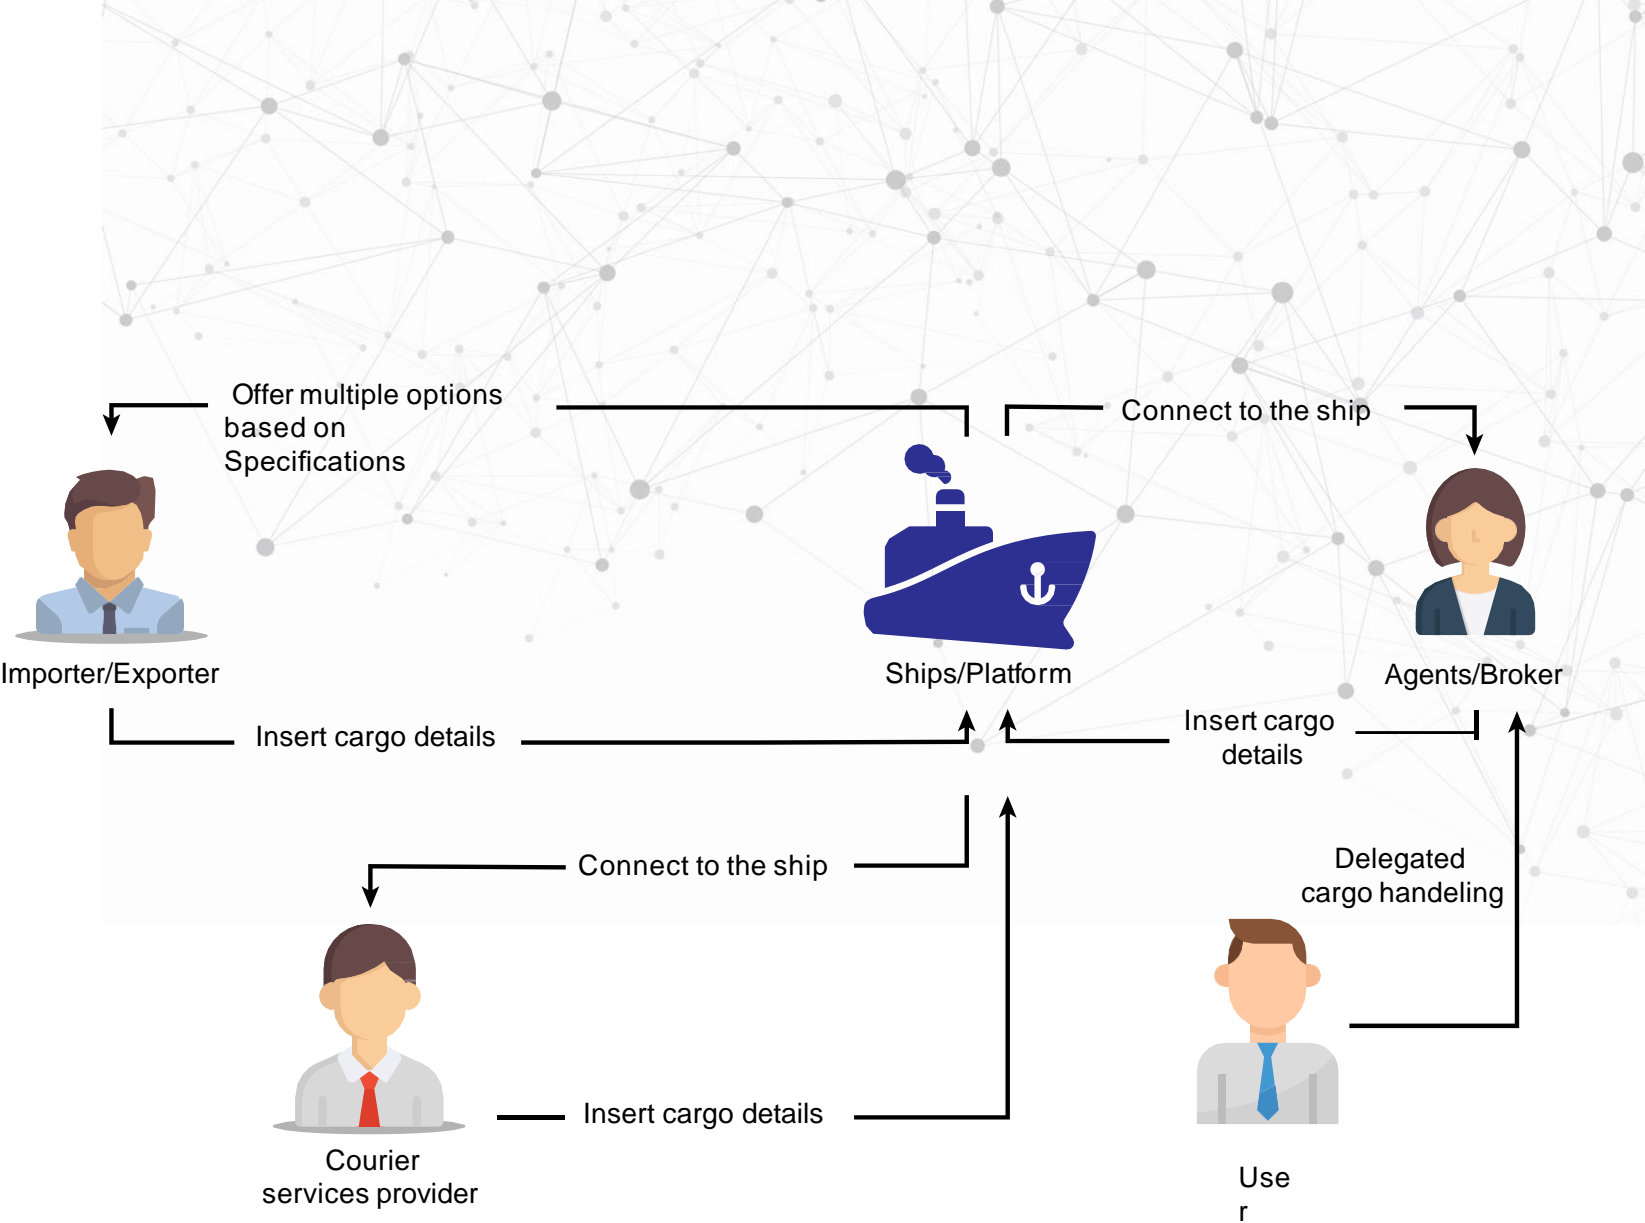 Offer multiple options
based on
Specifications
Connect to the ship
Importer/Exporter
Ships/Platform
Agents/Broker
Insert cargo details
Insert cargo
details
Connect to the ship
Delegated
cargo handeling
Insert cargo details
Courier
services provider
Use
r